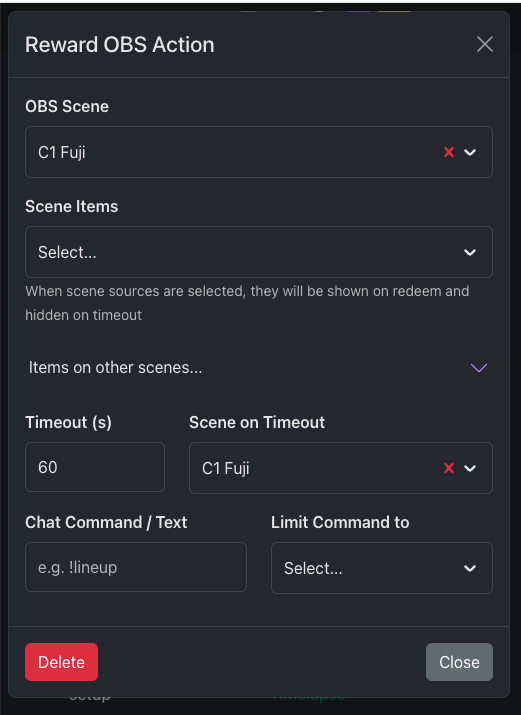 Reward OBS Action
OBS Scene
C1 Fuji
Scene Items
Select...
When scene sources are selected, they will be shown on redeem and
hidden on timeout
Items on other scenes...
Timeout (s)
Scene on Timeout
60
C1 Fuji
Chat Command / Text
Limit Command to
e.g. !lineup
Select...
Delete
Close
setup